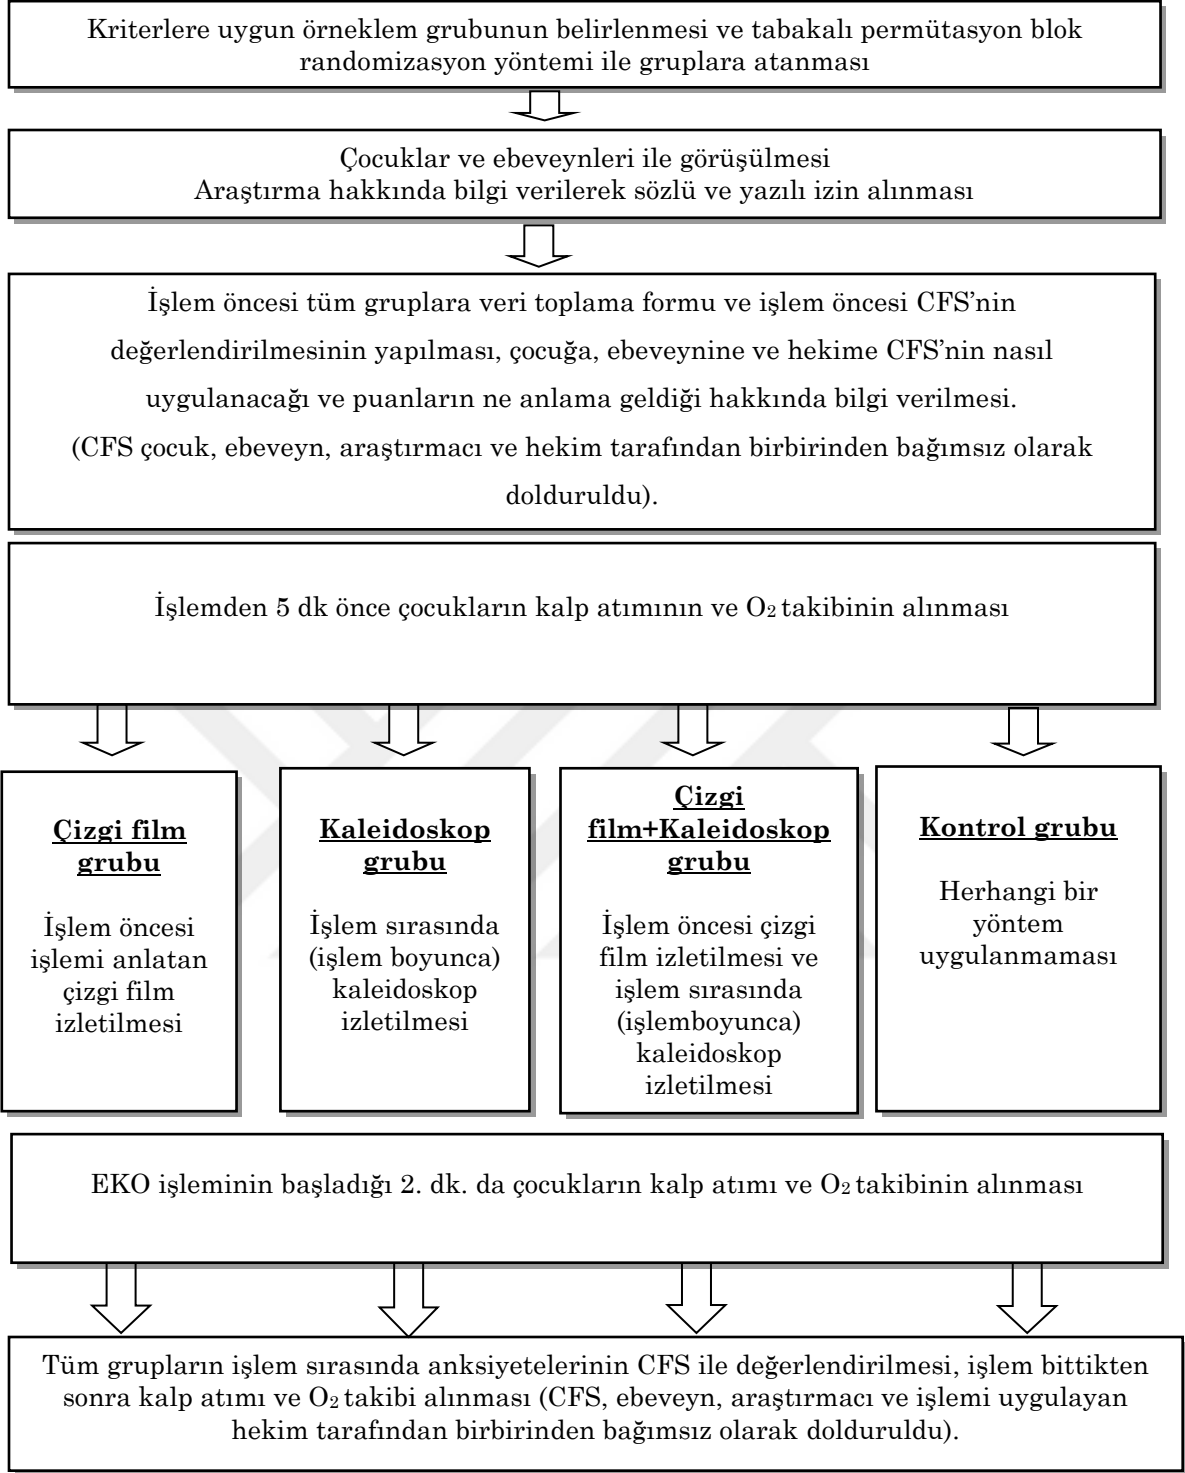 Kriterlere uygun örneklem grubunun belirlenmesi ve tabakalı permütasyon blok
randomizasyon yöntemi ile gruplara atanması
Çocuklar ve ebeveynleri ile görüşülmesi
Araştırma hakkında bilgi verilerek sözlü ve yazılı izin alınması
İşlem öncesi tüm gruplara veri toplama formu ve işlem öncesi CFS’nin
değerlendirilmesinin yapılması, çocuğa, ebeveynine ve hekime CFS’nin nasıl
uygulanacağı ve puanların ne anlama geldiği hakkında bilgi verilmesi.
(CFS çocuk, ebeveyn, araştırmacı ve hekim tarafından birbirinden bağımsız olarak
dolduruldu).
İşlemden 5 dk önce çocukların kalp atımının ve O₂ takibinin alınması
Çizgi film
grubu
İşlem öncesi
işlemi anlatan
çizgi film
izletilmesi
Kaleidoskop
grubu
İşlem sırasında
(işlem boyunca)
kaleidoskop
izletilmesi
Çizgi
film+Kaleidoskop
grubu
İşlem öncesi çizgi
film izletilmesi ve
işlem sırasında
(işlemboyunca)
kaleidoskop
izletilmesi
Kontrol grubu
Herhangi bir
yöntem
uygulanmaması
EKO işleminin başladığı 2. dk. da çocukların kalp atımı ve O₂ takibinin alınması
Tüm grupların işlem sırasında anksiyetelerinin CFS ile değerlendirilmesi, işlem bittikten
sonra kalp atımı ve O₂ takibi alınması (CFS, ebeveyn, araştırmacı ve işlemi uygulayan
hekim tarafından birbirinden bağımsız olarak dolduruldu).